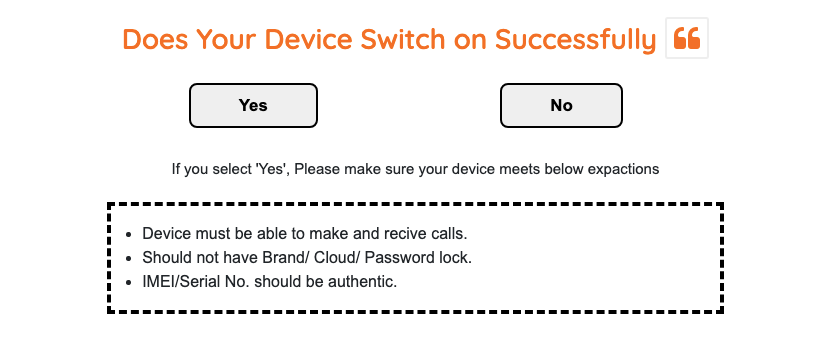 Does Your Device Switch on Successfully ❝
Yes
No
If you select 'Yes', Please make sure your device meets below expactions
• Device must be able to make and recive calls.
• Should not have Brand/ Cloud/ Password lock.
• IMEI/Serial No. should be authentic.